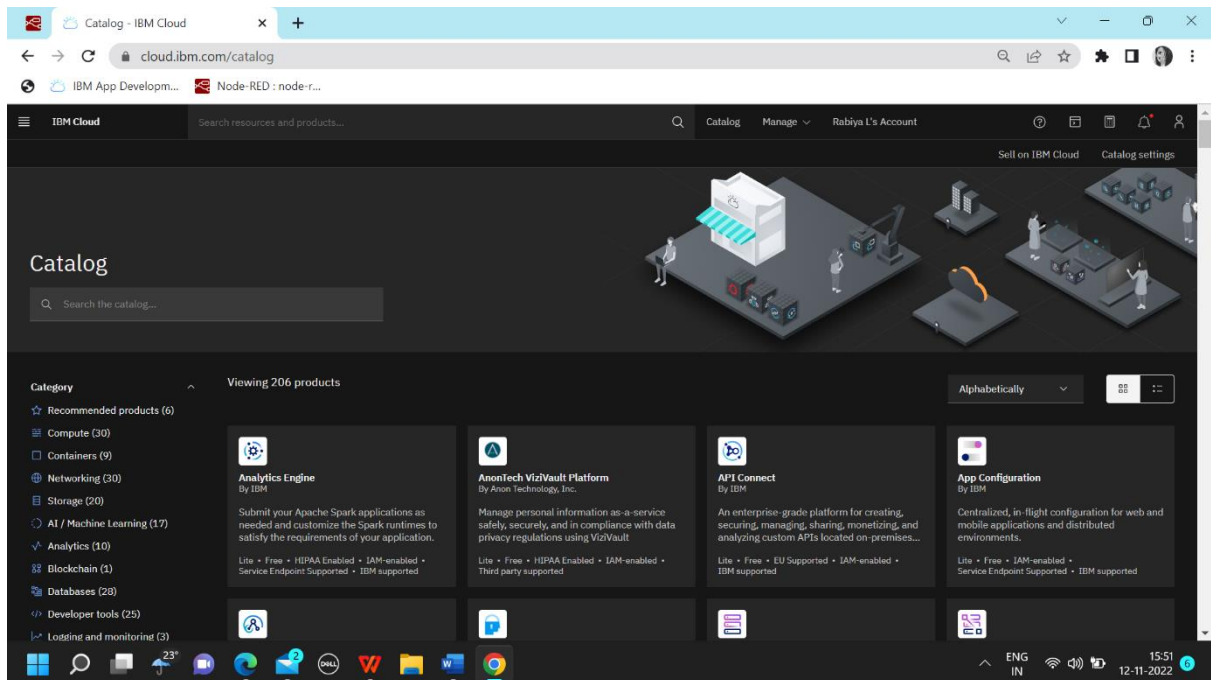 Catalog - IBM Cloud
cloud.ibm.com/catalog
IBM App Developm...
Node-RED : node-r...
IBM Cloud
Search resources and products...
Catalog
Manage
Rabiya L's Account
Sell on IBM Cloud
Catalog settings
Catalog
Search the catalog...
Category
Recommended products (6)
Compute (30)
Containers (9)
Networking (30)
Storage (20)
AI / Machine Learning (17)
Analytics (10)
Blockchain (1)
Databases (28)
Developer tools (25)
Logging and monitoring (3)
Viewing 206 products
Alphabetically
Analytics Engine
By IBM
Submit your Apache Spark applications as
needed and customize the Spark runtimes to
satisfy the requirements of your application.
Lite • Free • HIPAA Enabled • IAM-enabled •
Service Endpoint Supported • IBM supported
AnonTech ViziVault Platform
By Anon Technology, Inc.
Manage personal information as-a-service
safely, securely, and in compliance with data
privacy regulations using ViziVault
Lite • Free • HIPAA Enabled • IAM-enabled •
Third party supported
API Connect
By IBM
An enterprise-grade platform for creating,
securing, managing, sharing, monetizing, and
analyzing custom APIs located on-premises...
Lite • Free • EU Supported • IAM-enabled •
IBM supported
App Configuration
By IBM
Centralized, in-flight configuration for web and
mobile applications and distributed
environments.
Lite • Free • IAM-enabled •
Service Endpoint Supported • IBM supported
23°
2
DELL
W
ENG
IN
15:51
12-11-2022
6